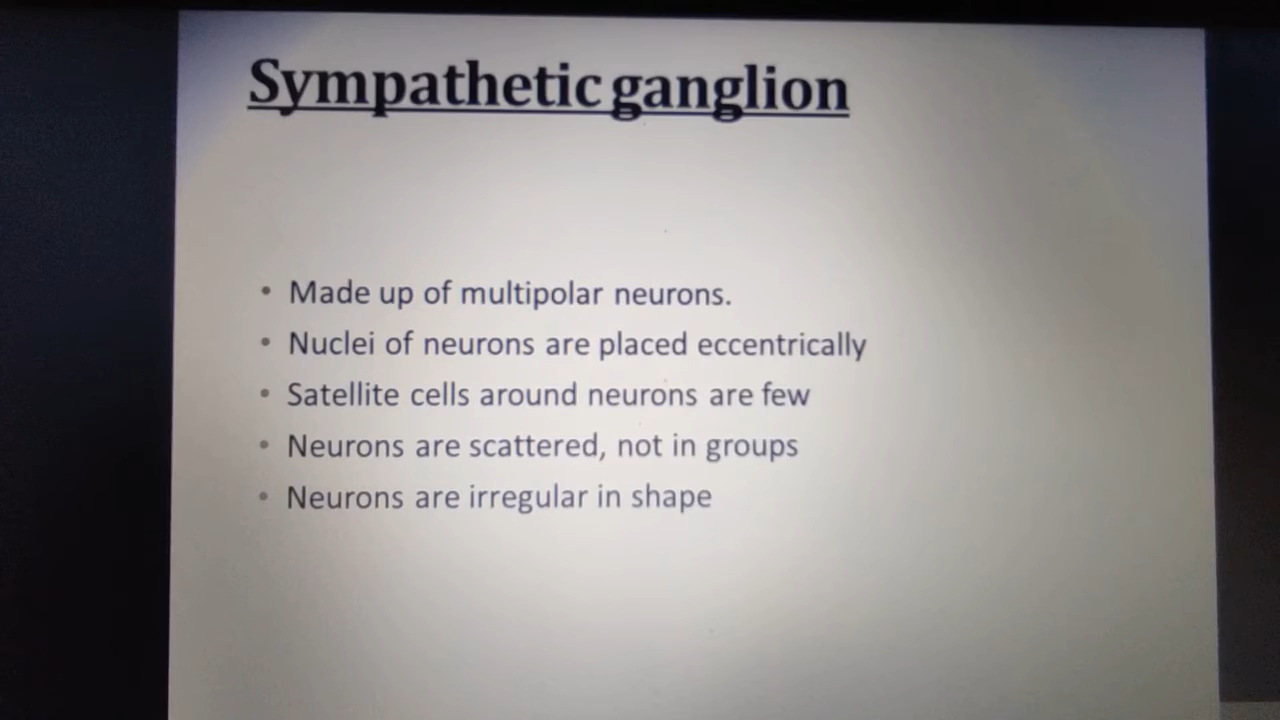 Sympathetic ganglion
• Made up of multipolar neurons.
• Nuclei of neurons are placed eccentrically
• Satellite cells around neurons are few
• Neurons are scattered, not in groups
• Neurons are irregular in shape